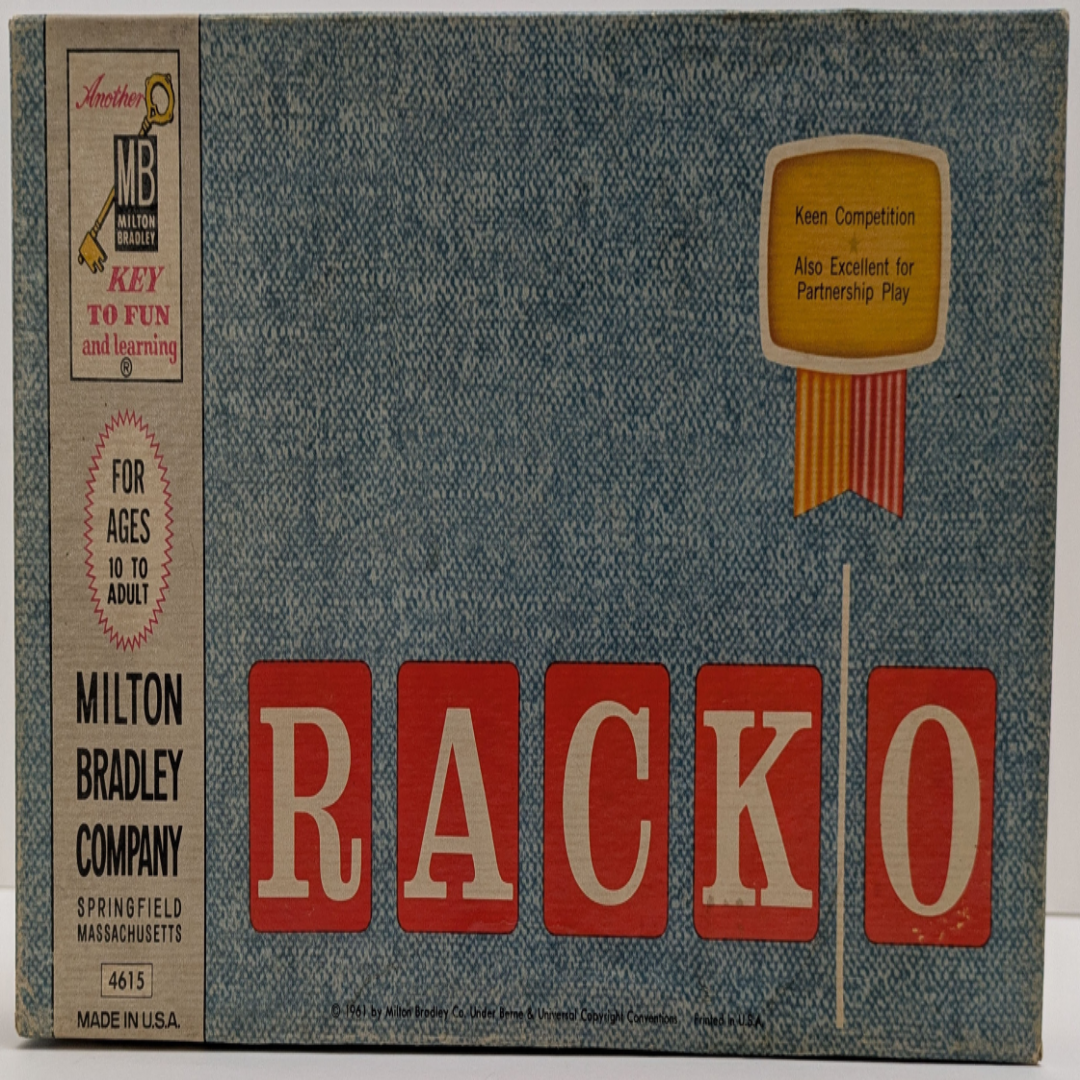 Another
MB
MILTON
BRADLEY
KEY
TO FUN
and learning
®
FOR
AGES
10 TO
ADULT
MILTON
BRADLEY
COMPANY
SPRINGFIELD
MASSACHUSETTS
4615
MADE IN U.S.A.
Keen Competition
Also Excellent for
Partnership Play
RACK O
© 1961 by Milton Bradley Co. Under Berne & Universal Copyright Conventions Printed in U.S.A.